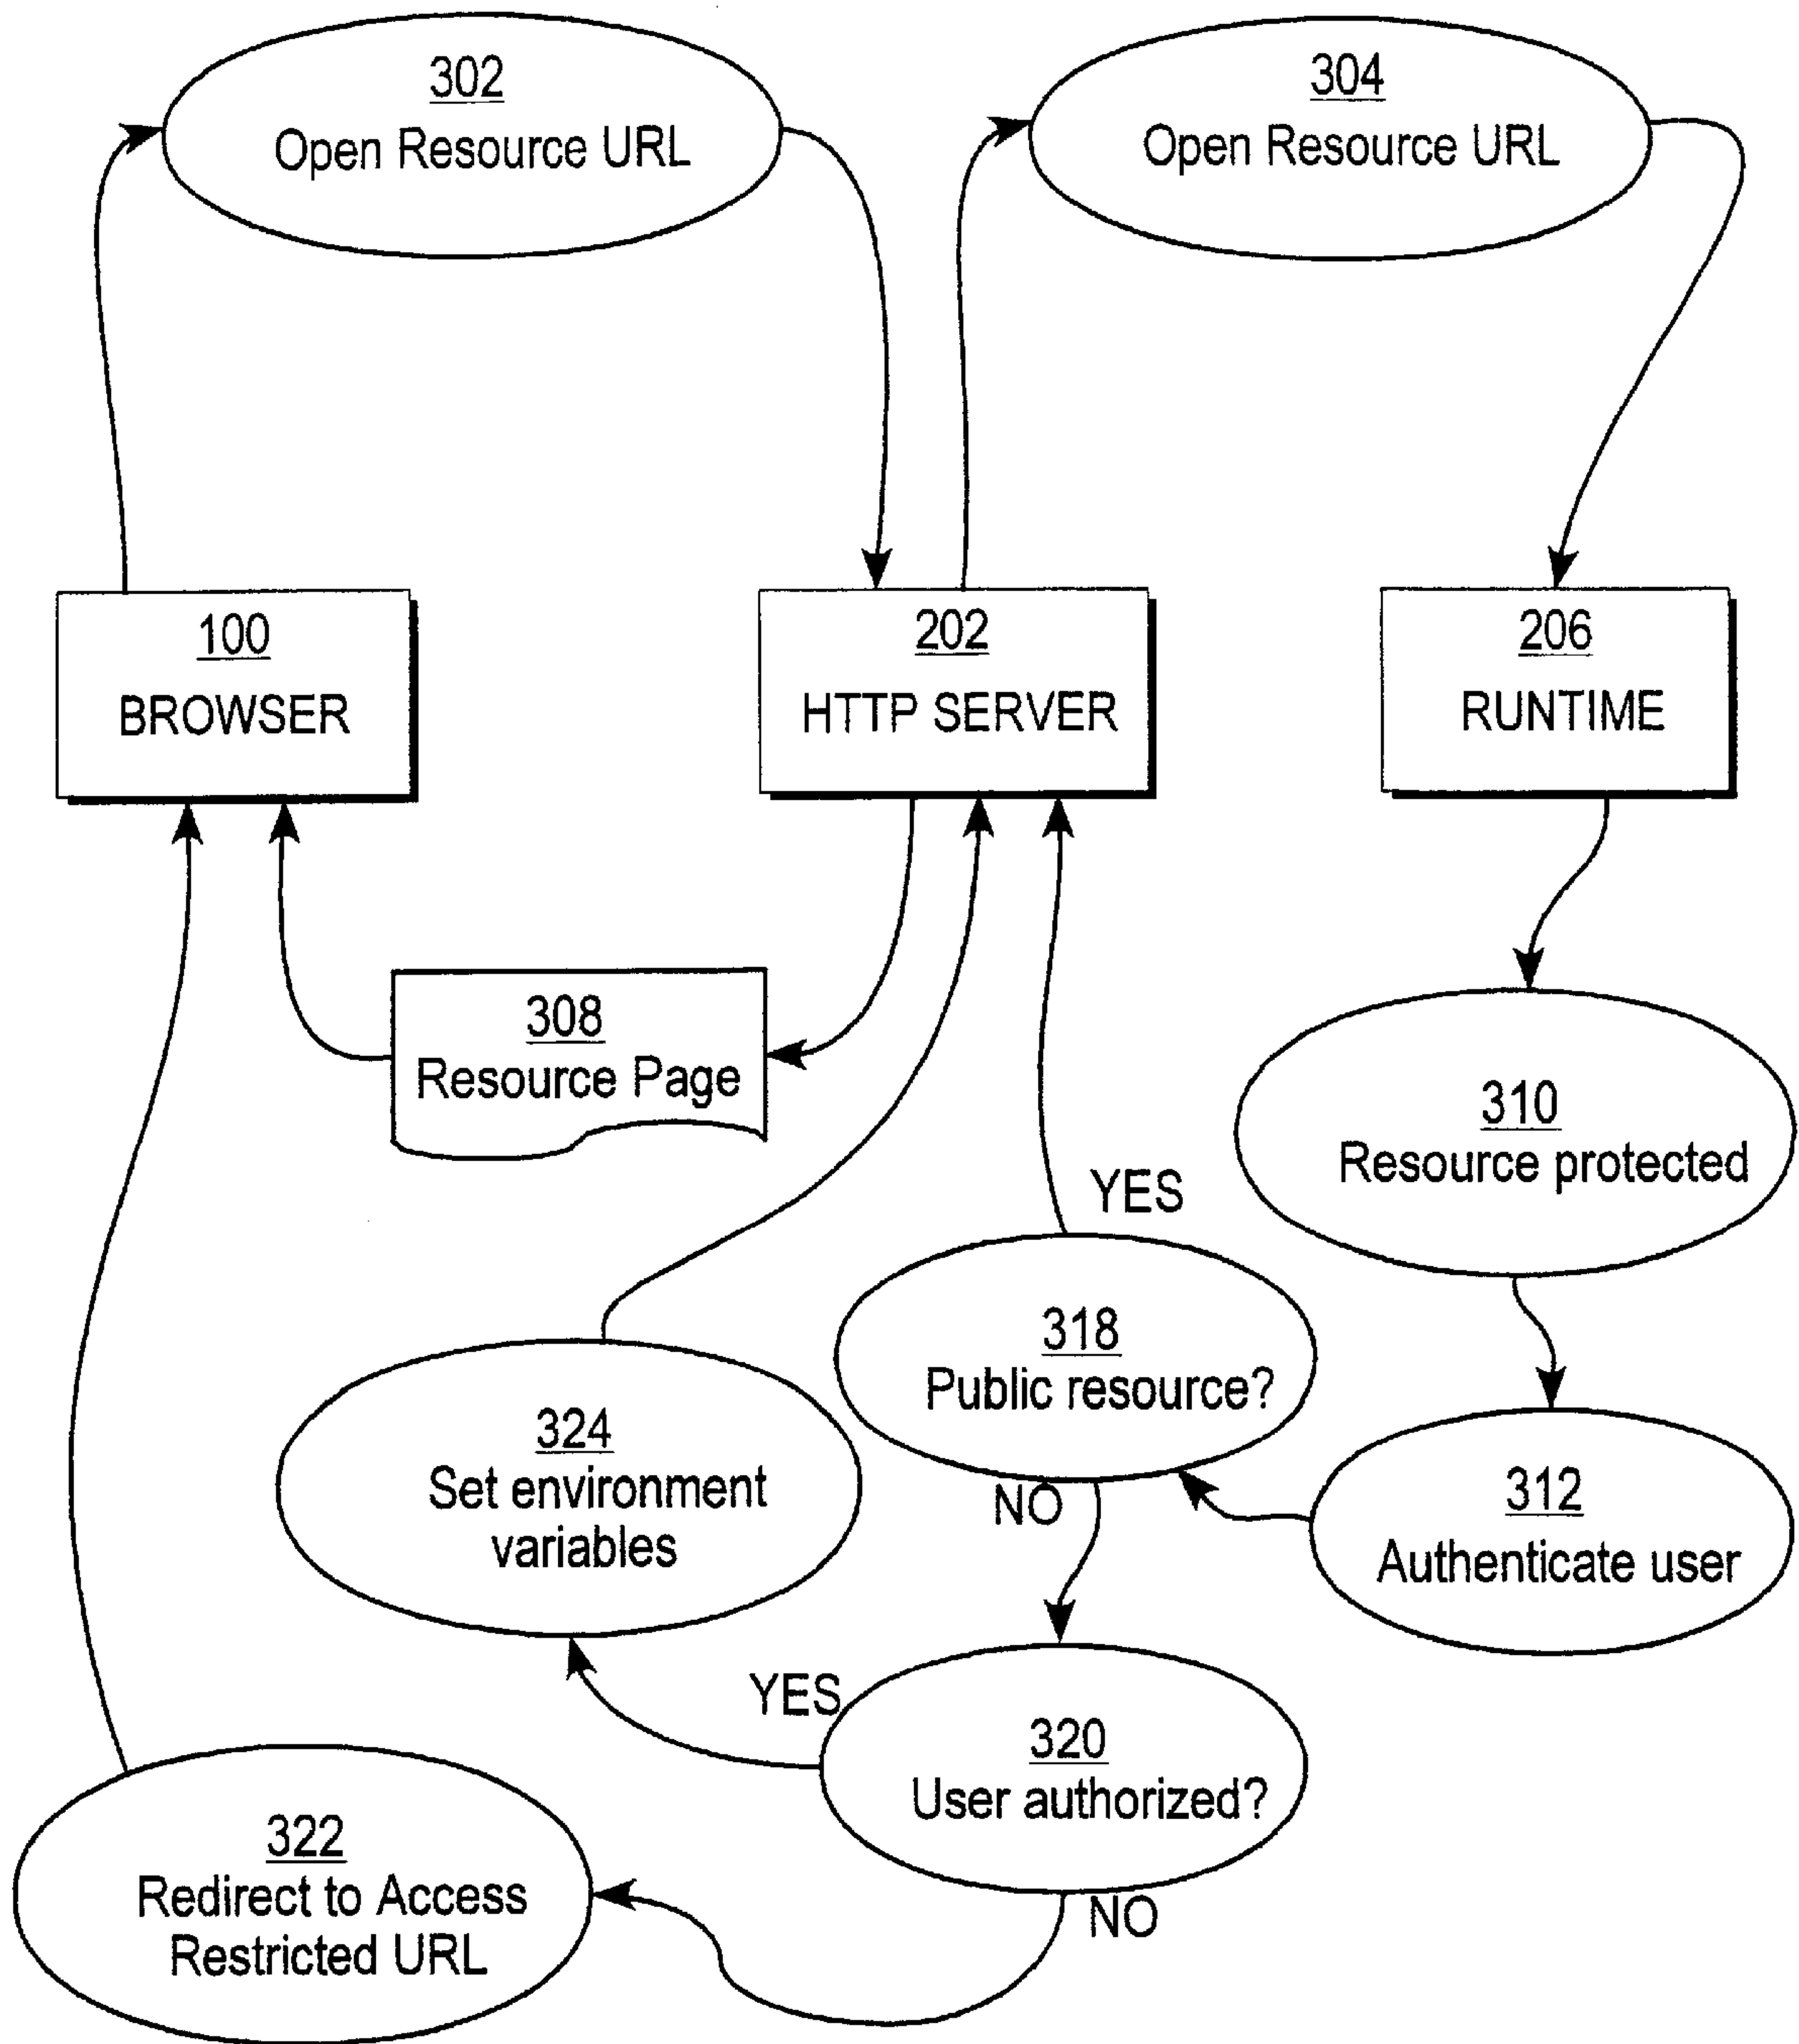 302
Open Resource URL
304
Open Resource URL
100
BROWSER
202
HTTP SERVER
206
RUNTIME
308
Resource Page
310
Resource protected
YES
318
Public resource?
NO
324
Set environment
variables
312
Authenticate user
YES
320
User authorized?
NO
322
Redirect to Access
Restricted URL